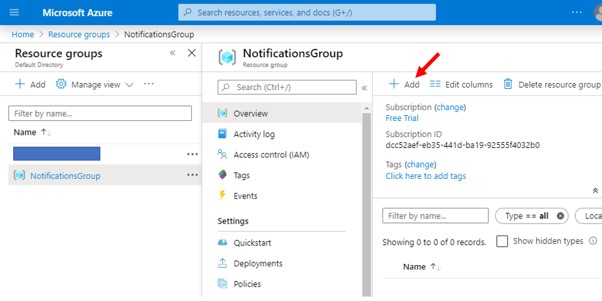 Microsoft Azure
Search resources, services, and docs (G+/)
Home > Resource groups > NotificationsGroup
Resource groups
Default Directory
Add Manage view
Filter by name...
Name
NotificationsGroup
NotificationsGroup
Resource group
Search (Ctrl+/)
Overview
Activity log
Access control (IAM)
Tags
Events
Settings
Quickstart
Deployments
Policies
Add Edit columns Delete resource group
Subscription (change)
Free Trial
Subscription ID
dcc52aef-eb35-441d-ba19-92555f4032b0
Tags (change)
Click here to add tags
Filter by name... Type == all Loca
Showing 0 to 0 of 0 records. Show hidden types
Name